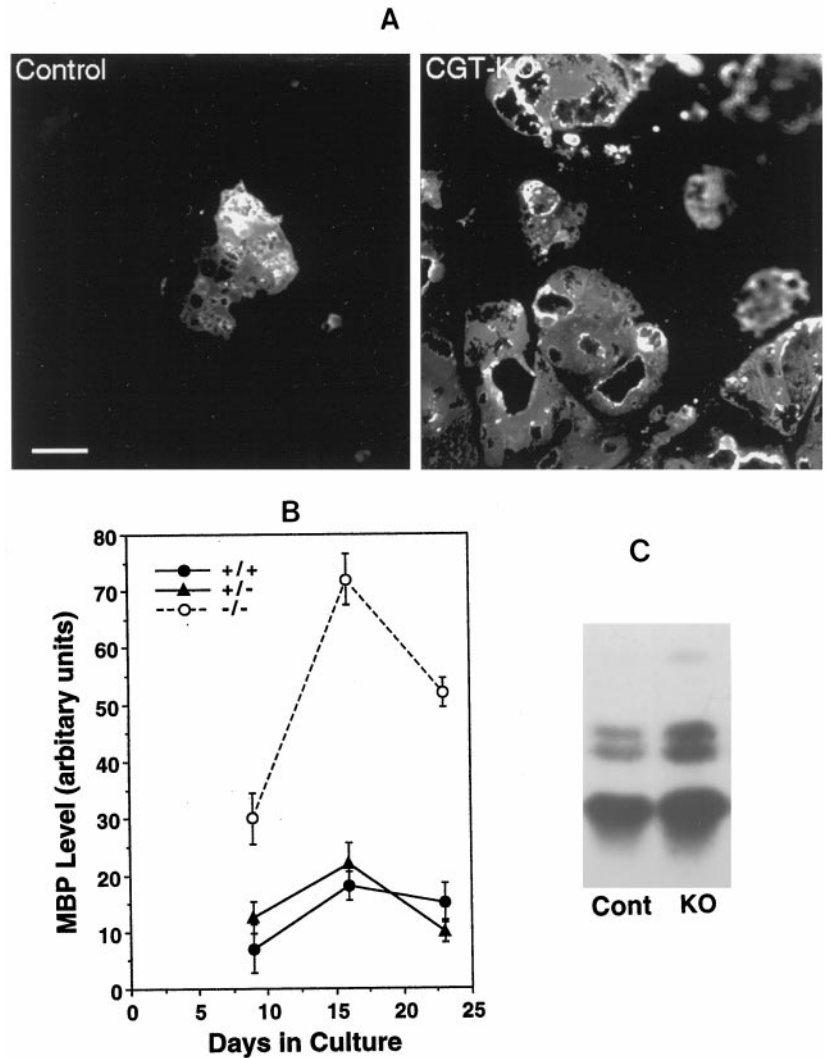 A
Control
CGT-KO
B
80
70
60
50
40
30
20
10
0
MBP Level (arbitary units)
+/+
+/-
-/-
0 5 10 15 20 25
Days in Culture
C
Cont KO